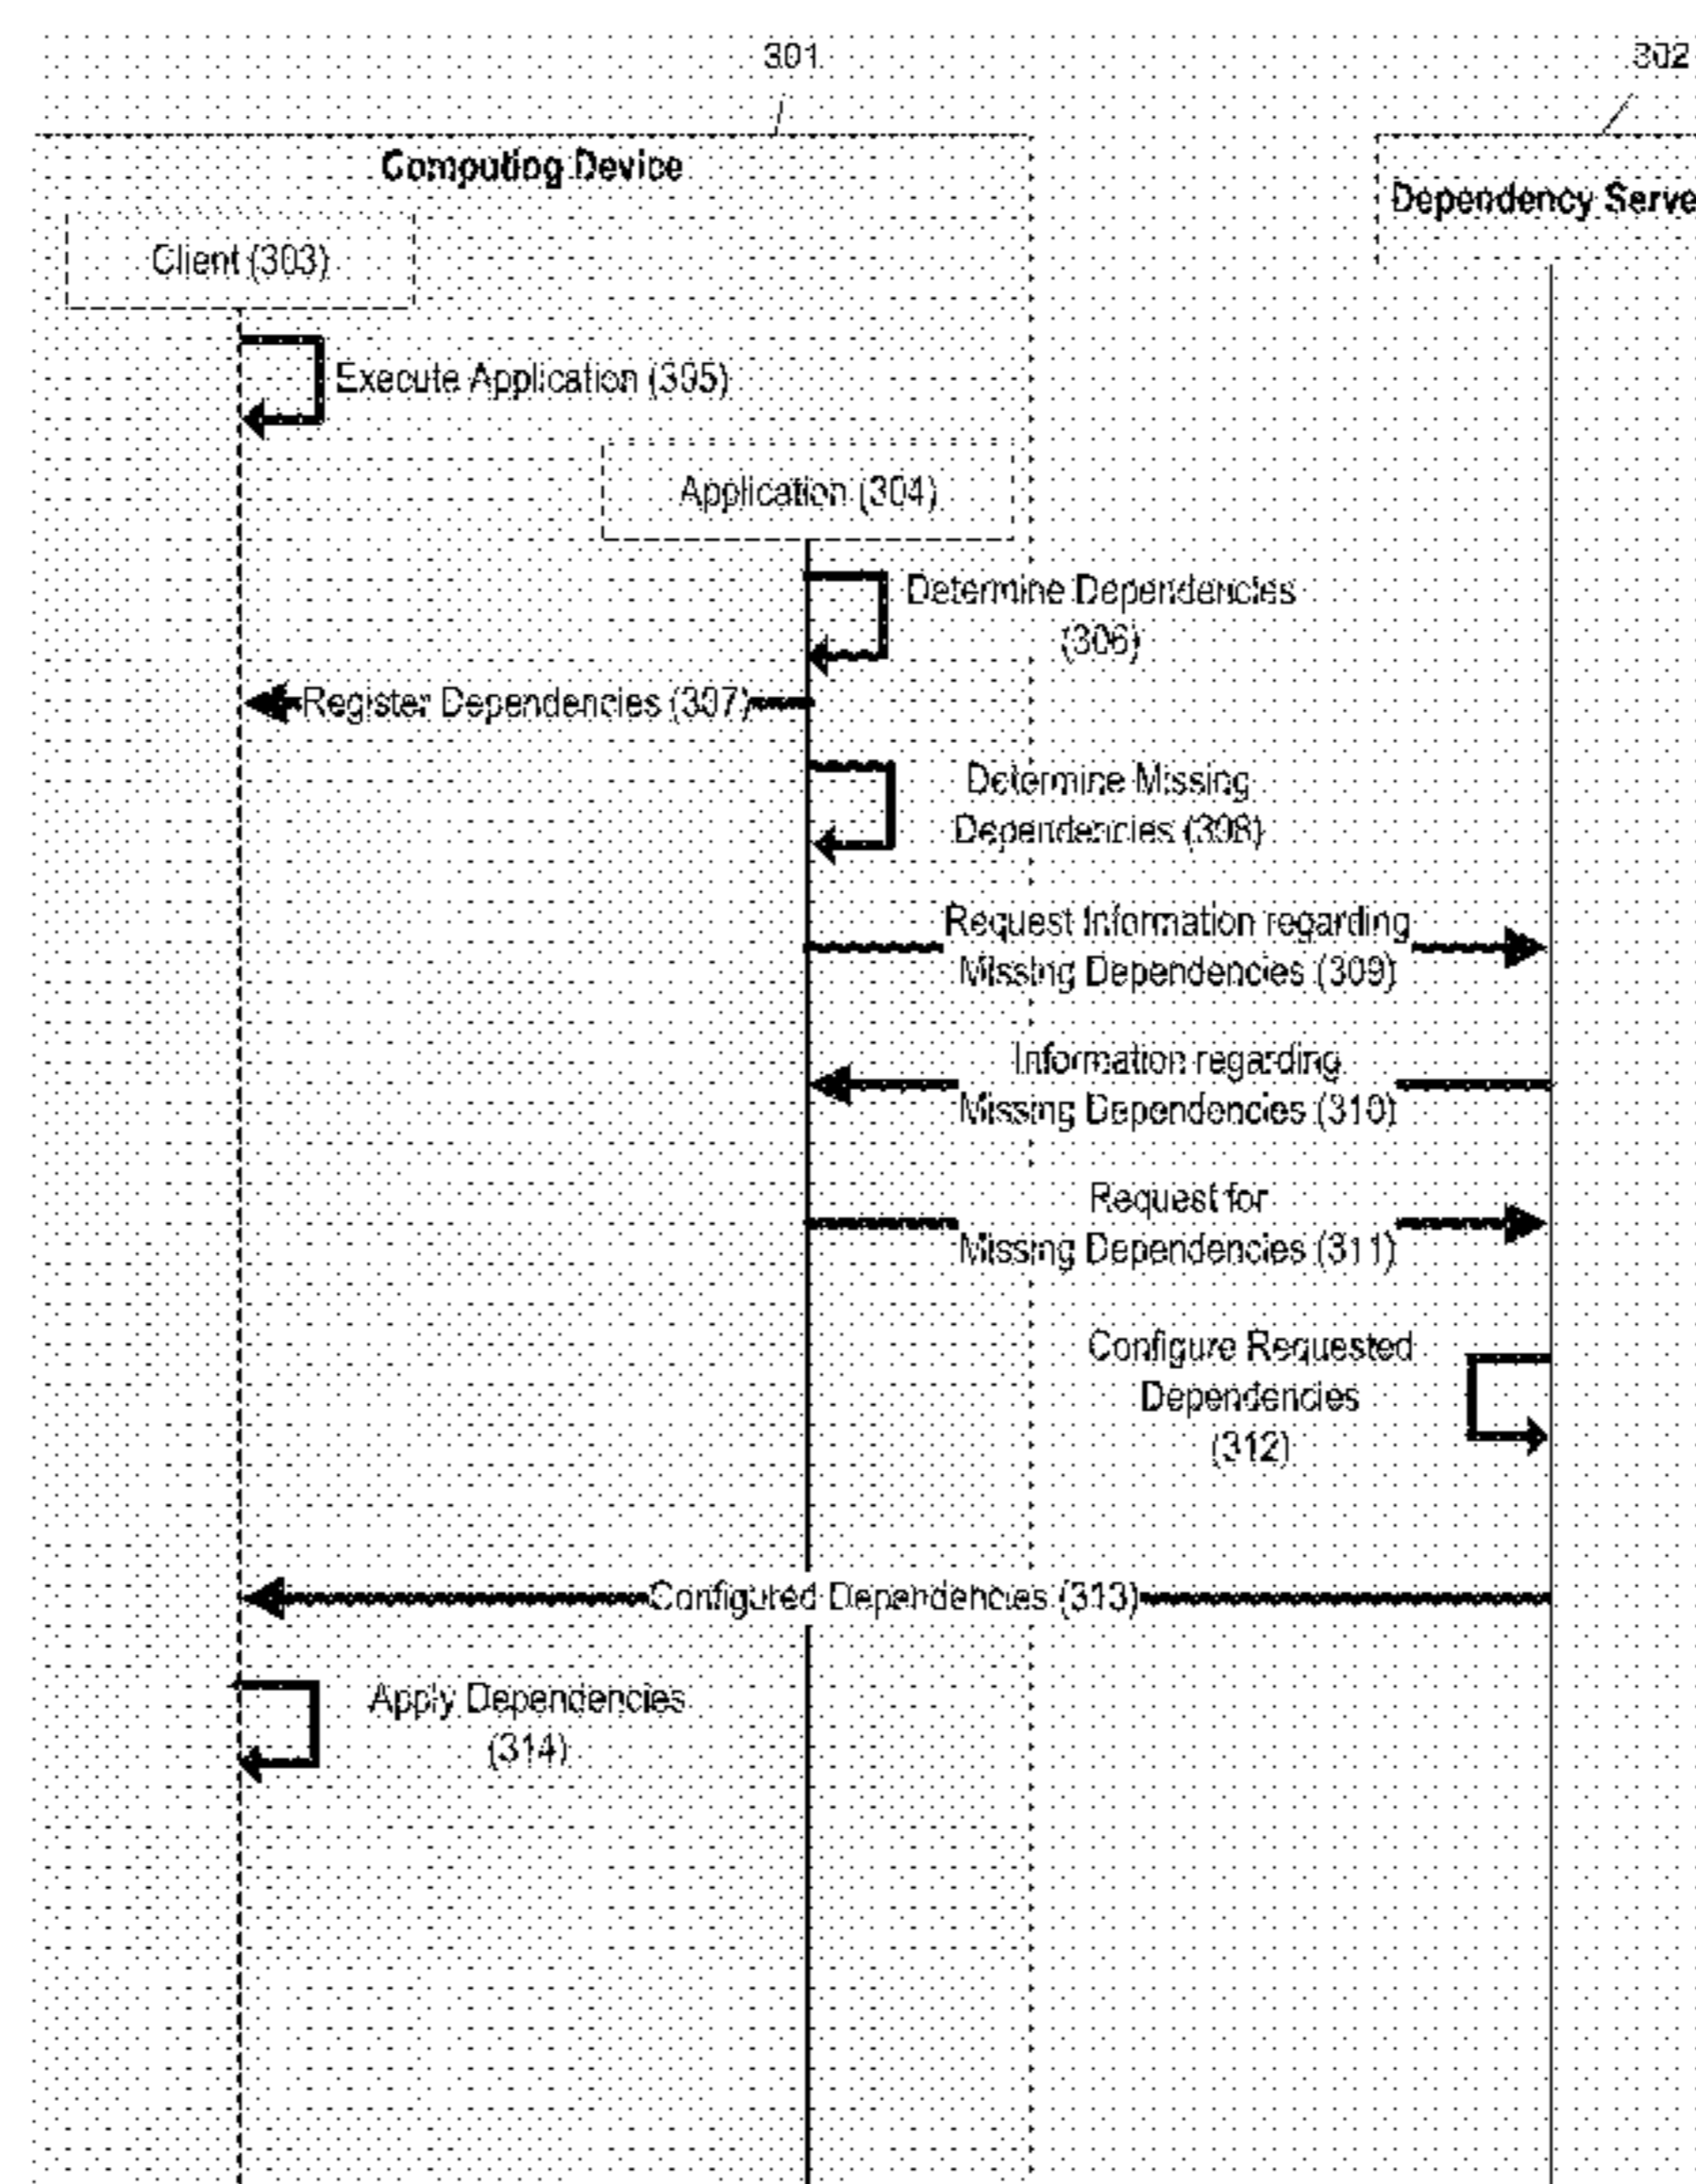 301
302
Computing Device
Dependency Serve
Client (303)
Execute Application (305)
Application (304)
Determine Dependencies
(306)
Register Dependencies (307)
Determine Missing
Dependencies (308)
Request Information regarding
Missing Dependencies (309)
Information regarding
Missing Dependencies (310)
Request for
Missing Dependencies (311)
Configure Requested
Dependencies
(312)
Configured Dependencies (313)
Apply Dependencies
(314)